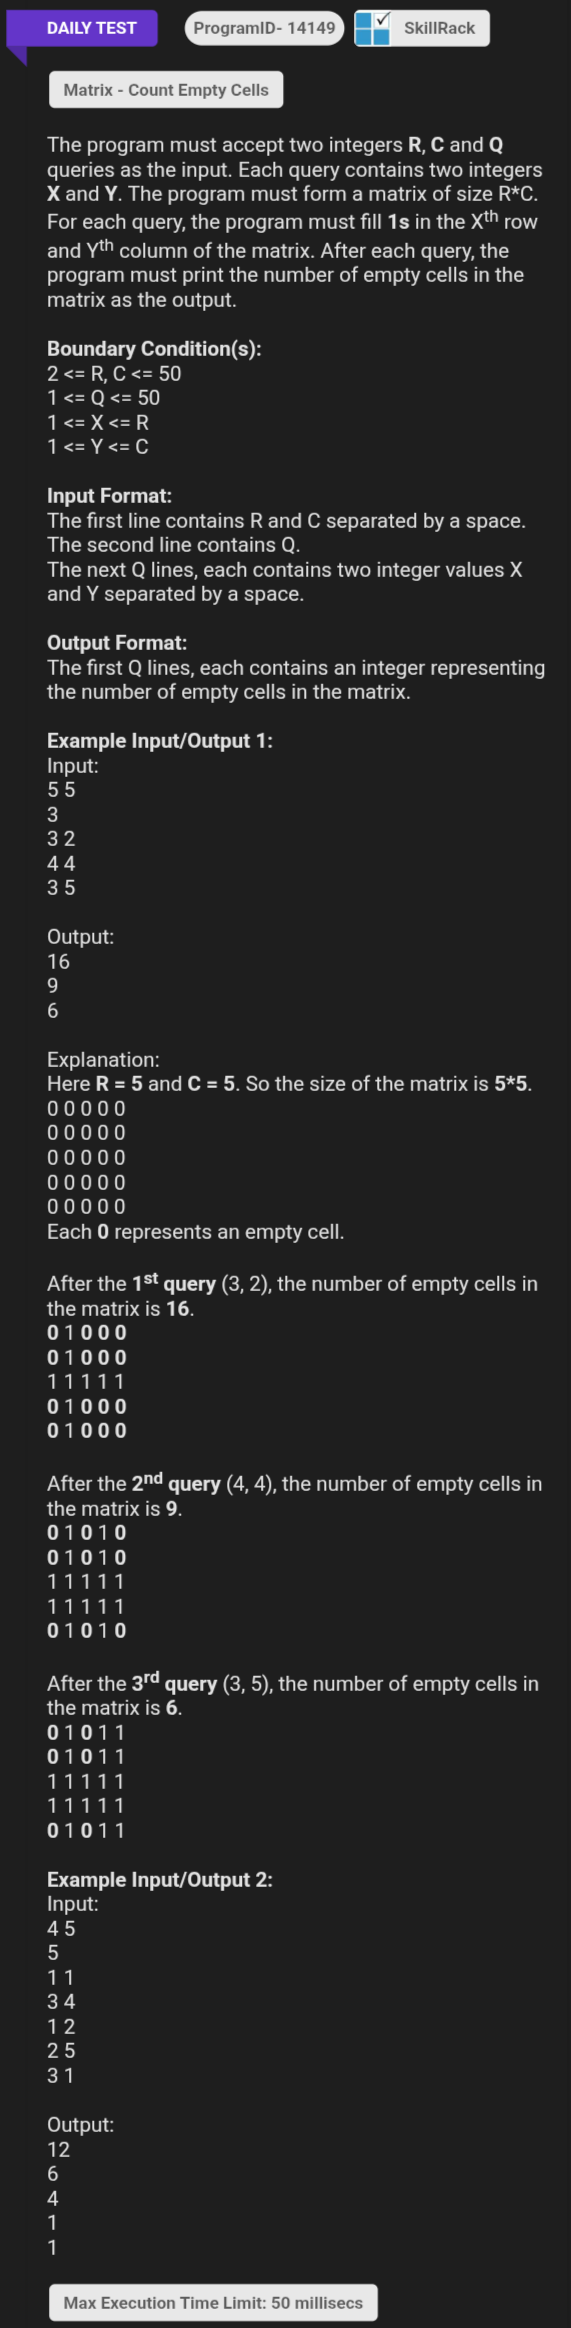 DAILY TEST
ProgramID- 14149
SkillRack
Matrix - Count Empty Cells
The program must accept two integers R, C and Q
queries as the input. Each query contains two integers
X and Y. The program must form a matrix of size R*C.
For each query, the program must fill 1s in the Xth row
and Yth column of the matrix. After each query, the
program must print the number of empty cells in the
matrix as the output.
Boundary Condition(s):
2 <= R, C <= 50
1 <= Q <= 50
1 <= X <= R
1 <= Y <= C
Input Format:
The first line contains R and C separated by a space.
The second line contains Q.
The next Q lines, each contains two integer values X
and Y separated by a space.
Output Format:
The first Q lines, each contains an integer representing
the number of empty cells in the matrix.
Example Input/Output 1:
Input:
5 5
3
3 2
4 4
3 5
Output:
16
9
6
Explanation:
Here R = 5 and C = 5. So the size of the matrix is 5*5.
0 0 0 0 0
0 0 0 0 0
0 0 0 0 0
0 0 0 0 0
0 0 0 0 0
Each 0 represents an empty cell.
After the 1st query (3, 2), the number of empty cells in
the matrix is 16.
0 1 0 0 0
0 1 0 0 0
1 1 1 1 1
0 1 0 0 0
0 1 0 0 0
After the 2nd query (4, 4), the number of empty cells in
the matrix is 9.
0 1 0 1 0
0 1 0 1 0
1 1 1 1 1
1 1 1 1 1
0 1 0 1 0
After the 3rd query (3, 5), the number of empty cells in
the matrix is 6.
0 1 0 1 1
0 1 0 1 1
1 1 1 1 1
1 1 1 1 1
0 1 0 1 1
Example Input/Output 2:
Input:
4 5
5
1 1
3 4
1 2
2 5
3 1
Output:
12
6
4
1
1
Max Execution Time Limit: 50 millisecs